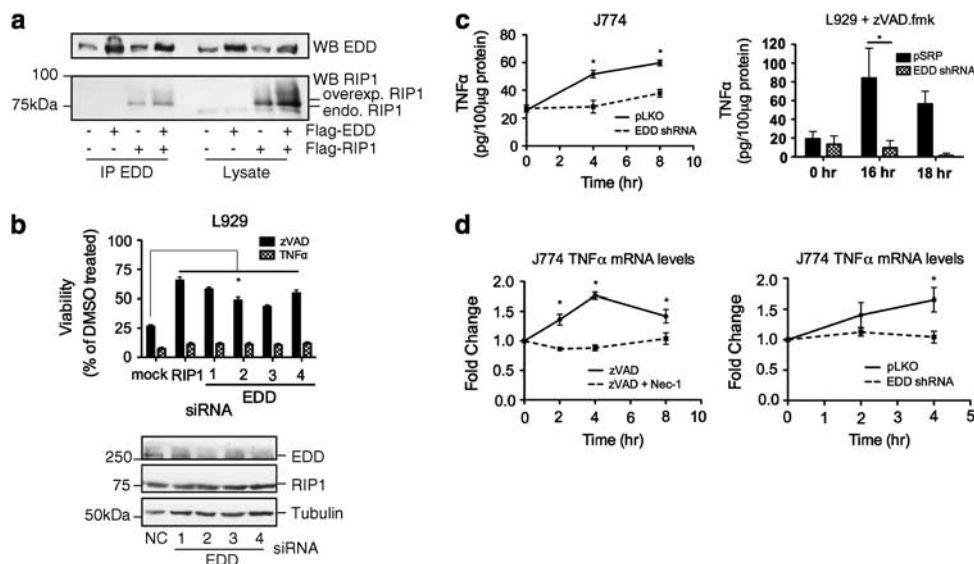 a
WB EDD
WB RIP1
100
overexp. RIP1
75kDa
endo. RIP1
- + - + - + - + Flag-EDD
- - + + - - + + Flag-RIP1
IP EDD Lysate
b
L929
zVAD
TNFα
Viability
(% of DMSO treated)
100
75
50
25
0
mock RIP1 1 2 3 4
EDD
siRNA
*
250 EDD
75 RIP1
50kDa Tubulin
NC 1 2 3 4 siRNA
EDD
c
J774
TNFα
(pg/100µg protein)
80
60
40
20
0
* *
pLKO
EDD shRNA
0 2 4 6 8 10
Time (hr)
L929 + zVAD.fmk
TNFα
(pg/100µg protein)
120
100
80
60
40
20
0
*
pSRP
EDD shRNA
0 hr 16 hr 18 hr
d
J774 TNFα mRNA levels
Fold Change
2.0
1.5
1.0
0.5
0.0
* * *
zVAD
zVAD + Nec-1
0 2 4 6 8 10
Time (hr)
J774 TNFα mRNA levels
Fold Change
2.0
1.5
1.0
0.5
0.0
*
pLKO
EDD shRNA
0 1 2 3 4 5
Time (hr)